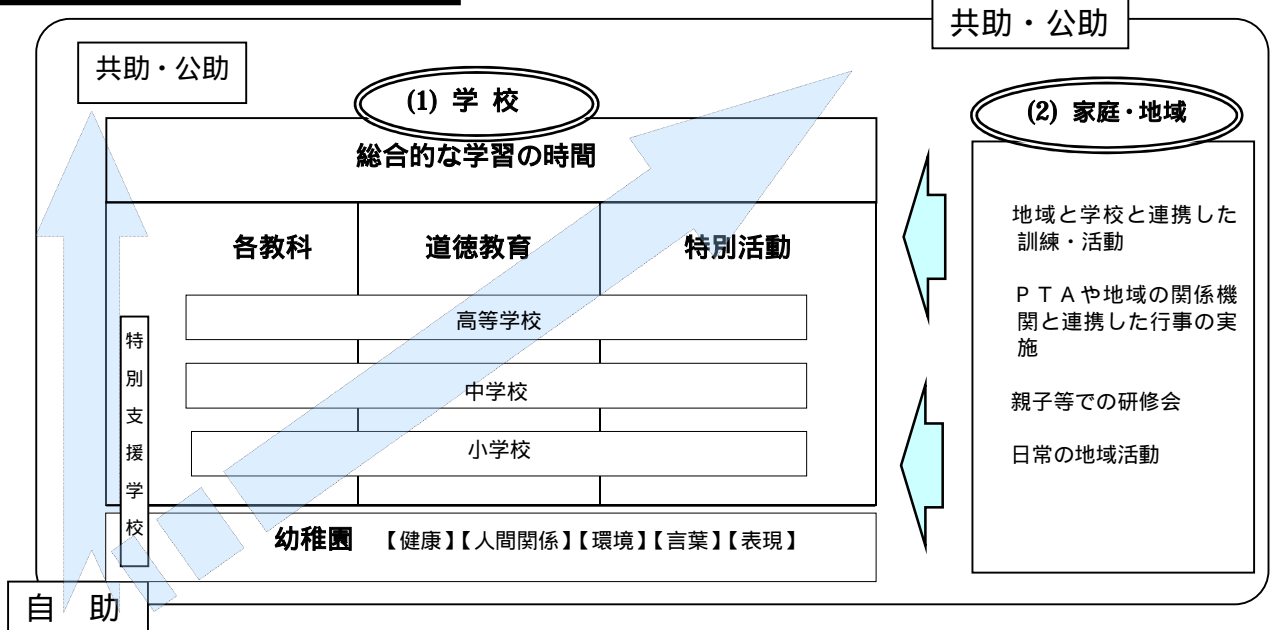 共助・公助
共助・公助
(1) 学 校
総合的な学習の時間
各教科
道徳教育
特別活動
高等学校
中学校
小学校
特別支援学校
幼稚園 【健康】【人間関係】【環境】【言葉】【表現】
自 助
(2) 家庭・地域
地域と学校と連携した
訓練・活動
ＰＴＡや地域の関係機
関と連携した行事の実
施
親子等での研修会
日常の地域活動